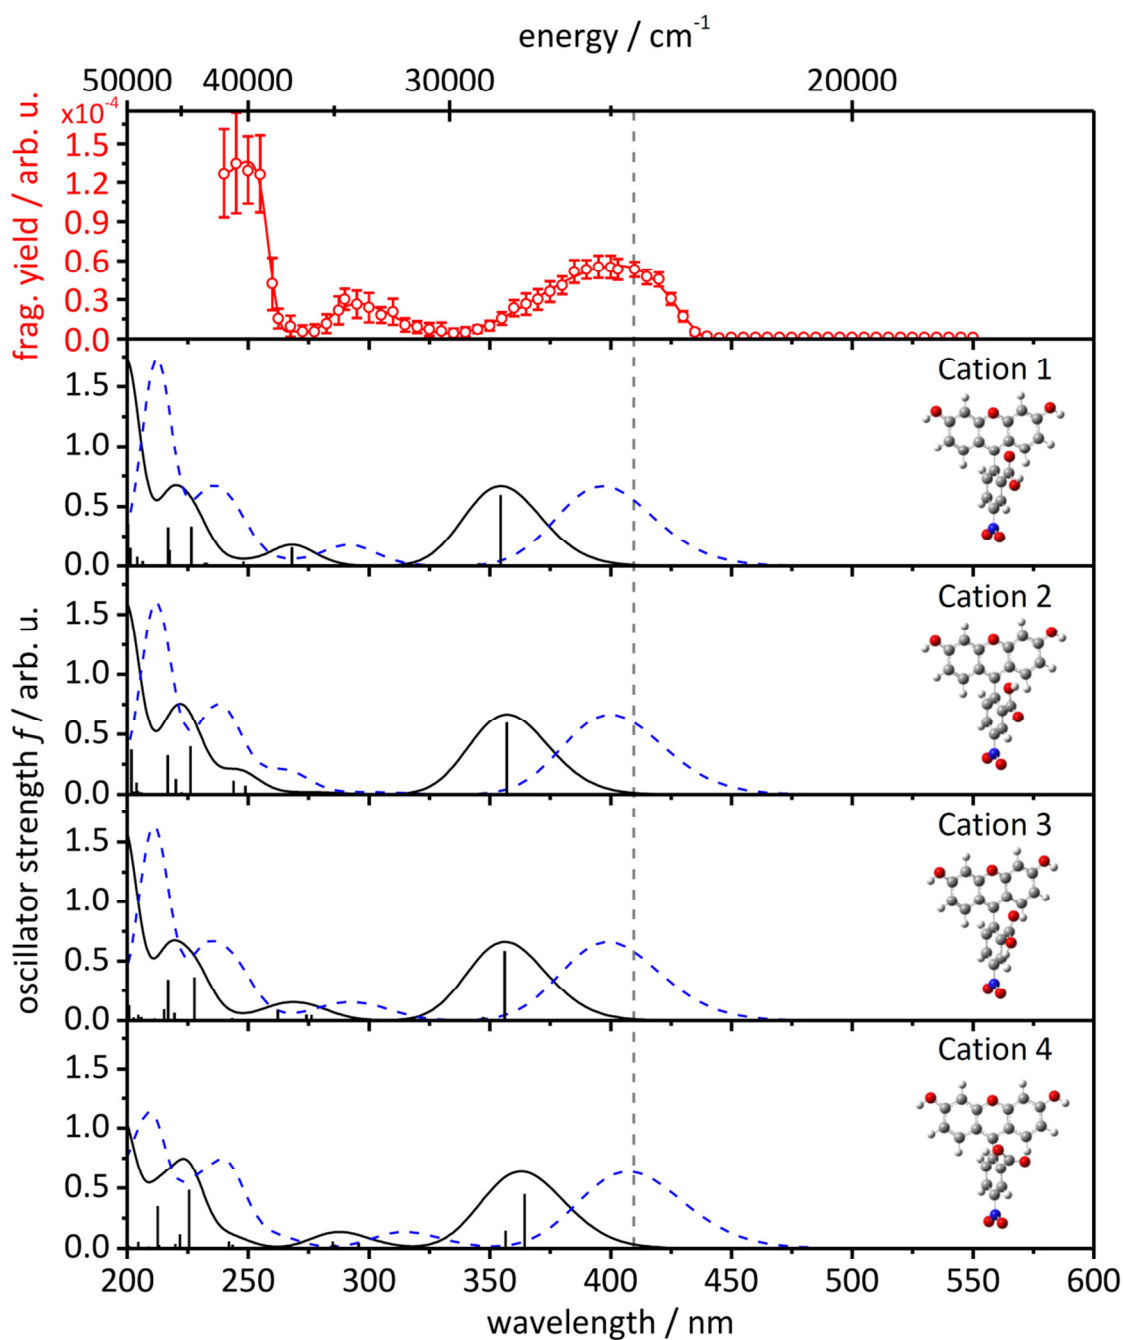 energy / cm⁻¹
50000 40000 30000 20000
x10⁻⁴
frag. yield / arb. u.
1.5
1.2
0.9
0.6
0.3
0.0
Cation 1
1.5
1.0
0.5
0.0
Cation 2
1.5
1.0
0.5
0.0
oscillator strength f / arb. u.
Cation 3
1.5
1.0
0.5
0.0
Cation 4
1.5
1.0
0.5
0.0
200 250 300 350 400 450 500 550 600
wavelength / nm